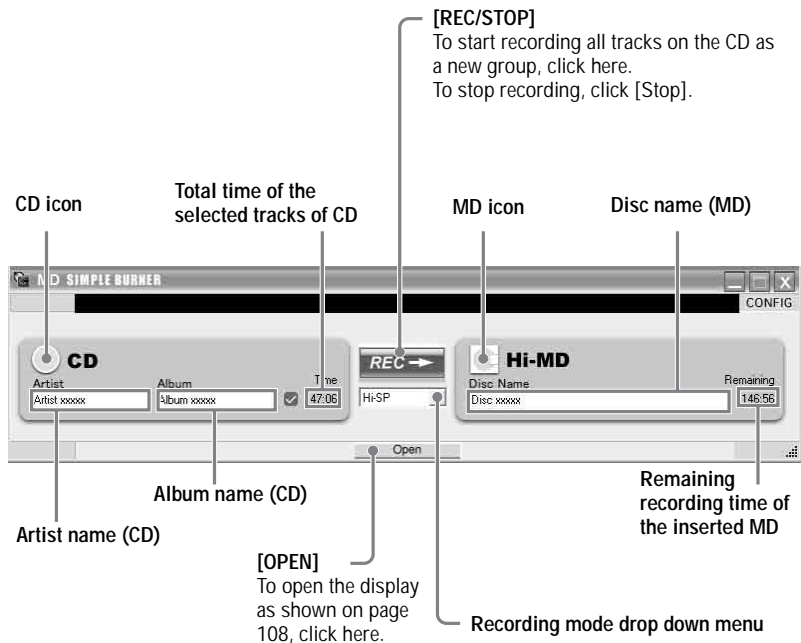 [REC/STOP]
To start recording all tracks on the CD as
a new group, click here.
To stop recording, click [Stop].
CD icon
Total time of the
selected tracks of CD
MD icon
Disc name (MD)
MD SIMPLE BURNER
CONFIG
CD
Artist
Album
Time
Artist xxxxx
Album xxxxx
47:06
REC
Hi-SP
Hi-MD
Disc Name
Remaining
Disc xxxxx
146:56
Open
Album name (CD)
Artist name (CD)
Remaining
recording time of
the inserted MD
[OPEN]
To open the display
as shown on page
108, click here.
Recording mode drop down menu